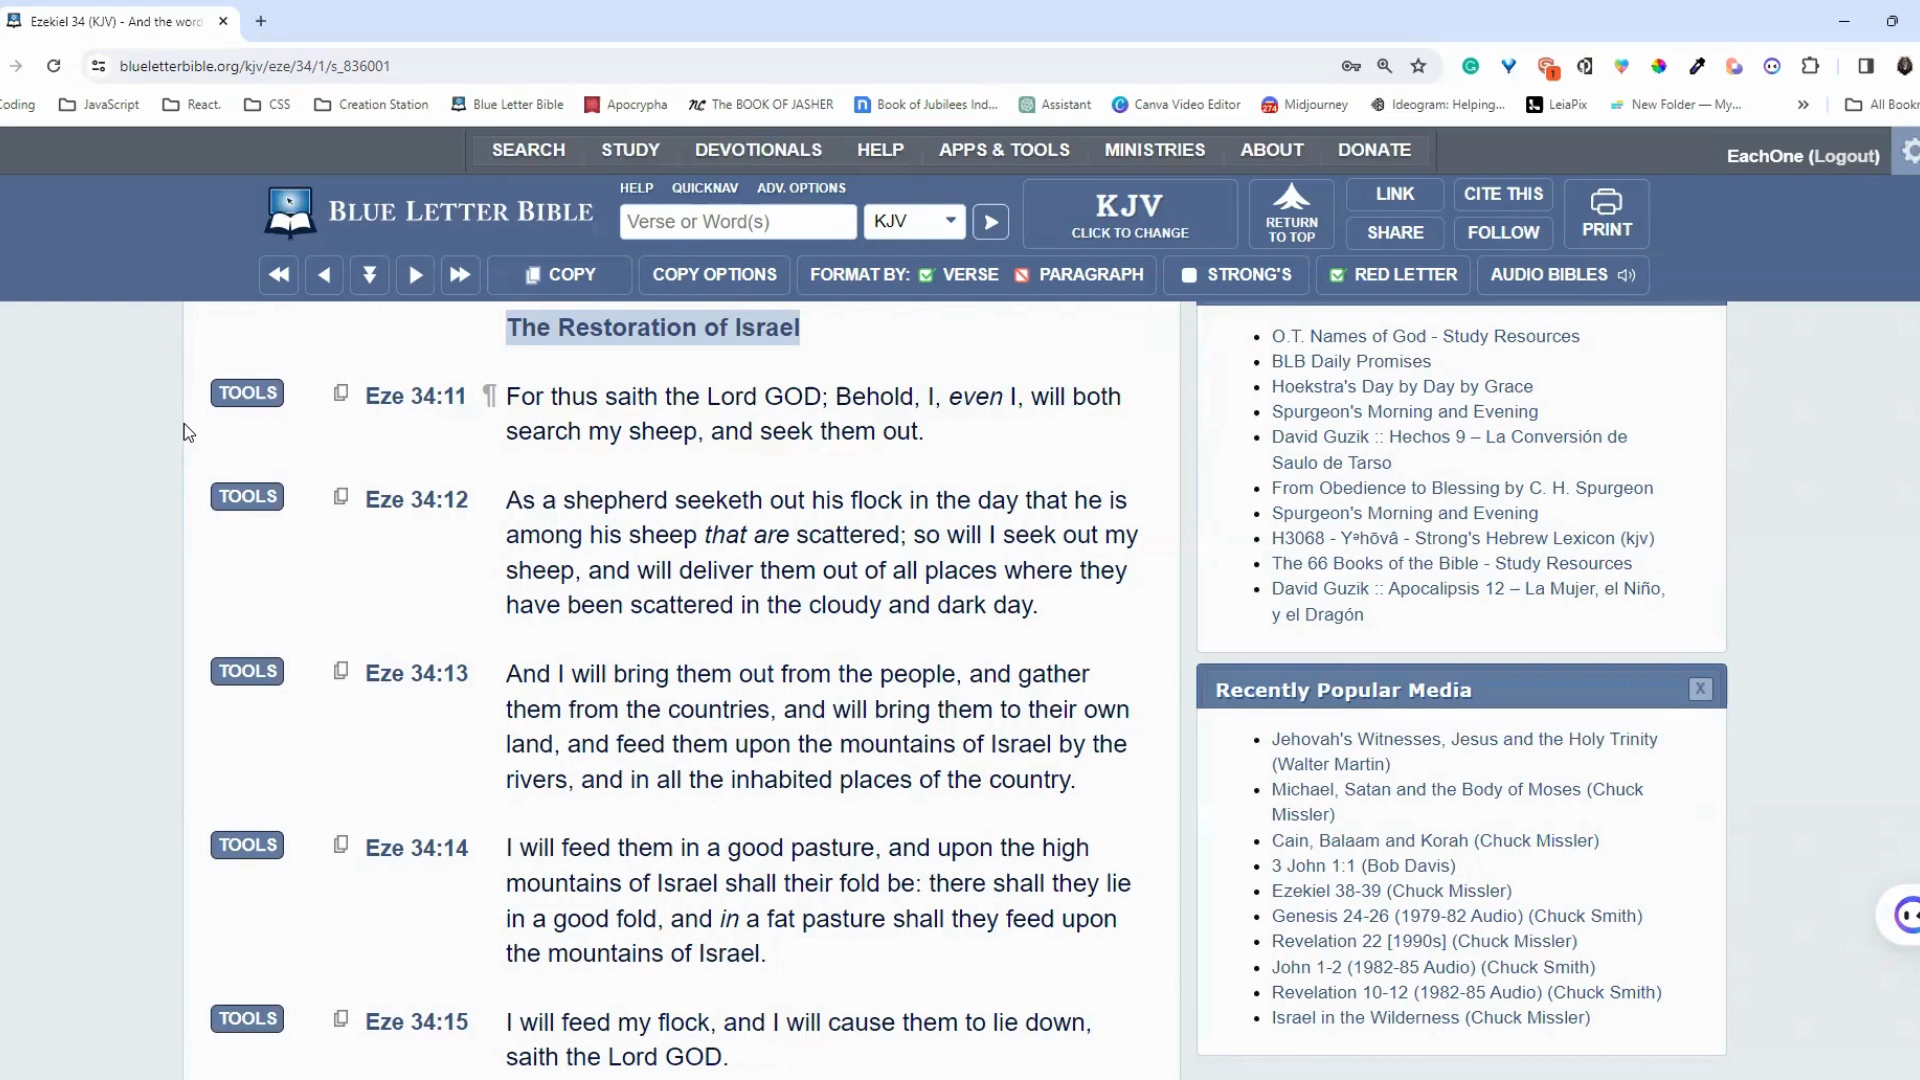 Ezekiel 34 (KJV) - And the word
blueletterbible.org/kjv/eze/34/1/s_836001
1
oding
JavaScript
React.
CSS
Creation Station
Blue Letter Bible
Apocrypha
The BOOK OF JASHER
Book of Jubilees Ind...
Assistant
Canva Video Editor
274
Midjourney
Ideogram: Helping...
LeiaPix
New Folder — My...
»
All Bookr
SEARCH STUDY DEVOTIONALS HELP APPS & TOOLS MINISTRIES ABOUT DONATE
EachOne (Logout)
BLUE LETTER BIBLE
HELP QUICKNAV ADV. OPTIONS
Verse or Word(s)
KJV
KJV
CLICK TO CHANGE
RETURN
TO TOP
LINK
CITE THIS
SHARE
FOLLOW
PRINT
COPY
COPY OPTIONS
FORMAT BY: VERSE PARAGRAPH
STRONG'S
RED LETTER
AUDIO BIBLES
The Restoration of Israel
TOOLS
Eze 34:11
¶ For thus saith the Lord GOD; Behold, I, even I, will both
search my sheep, and seek them out.
TOOLS
Eze 34:12
As a shepherd seeketh out his flock in the day that he is
among his sheep that are scattered; so will I seek out my
sheep, and will deliver them out of all places where they
have been scattered in the cloudy and dark day.
TOOLS
Eze 34:13
And I will bring them out from the people, and gather
them from the countries, and will bring them to their own
land, and feed them upon the mountains of Israel by the
rivers, and in all the inhabited places of the country.
TOOLS
Eze 34:14
I will feed them in a good pasture, and upon the high
mountains of Israel shall their fold be: there shall they lie
in a good fold, and in a fat pasture shall they feed upon
the mountains of Israel.
TOOLS
Eze 34:15
I will feed my flock, and I will cause them to lie down,
saith the Lord GOD.
O.T. Names of God - Study Resources
BLB Daily Promises
Hoekstra's Day by Day by Grace
Spurgeon's Morning and Evening
David Guzik :: Hechos 9 – La Conversión de
Saulo de Tarso
From Obedience to Blessing by C. H. Spurgeon
Spurgeon's Morning and Evening
H3068 - Yᵊhōvâ - Strong's Hebrew Lexicon (kjv)
The 66 Books of the Bible - Study Resources
David Guzik :: Apocalipsis 12 – La Mujer, el Niño,
y el Dragón
Recently Popular Media
X
Jehovah's Witnesses, Jesus and the Holy Trinity
(Walter Martin)
Michael, Satan and the Body of Moses (Chuck
Missler)
Cain, Balaam and Korah (Chuck Missler)
3 John 1:1 (Bob Davis)
Ezekiel 38-39 (Chuck Missler)
Genesis 24-26 (1979-82 Audio) (Chuck Smith)
Revelation 22 [1990s] (Chuck Missler)
John 1-2 (1982-85 Audio) (Chuck Smith)
Revelation 10-12 (1982-85 Audio) (Chuck Smith)
Israel in the Wilderness (Chuck Missler)